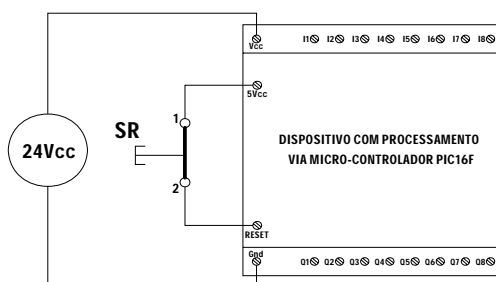 I1 I2 I3 I4 I5 I6 I7 I8
Vcc
5Vcc
1
SR
24Vcc
DISPOSITIVO COM PROCESSAMENTO
VIA MICRO-CONTROLADOR PIC16F
2
RESET
Gnd
Q1 Q2 Q3 Q4 Q5 Q6 Q7 Q8